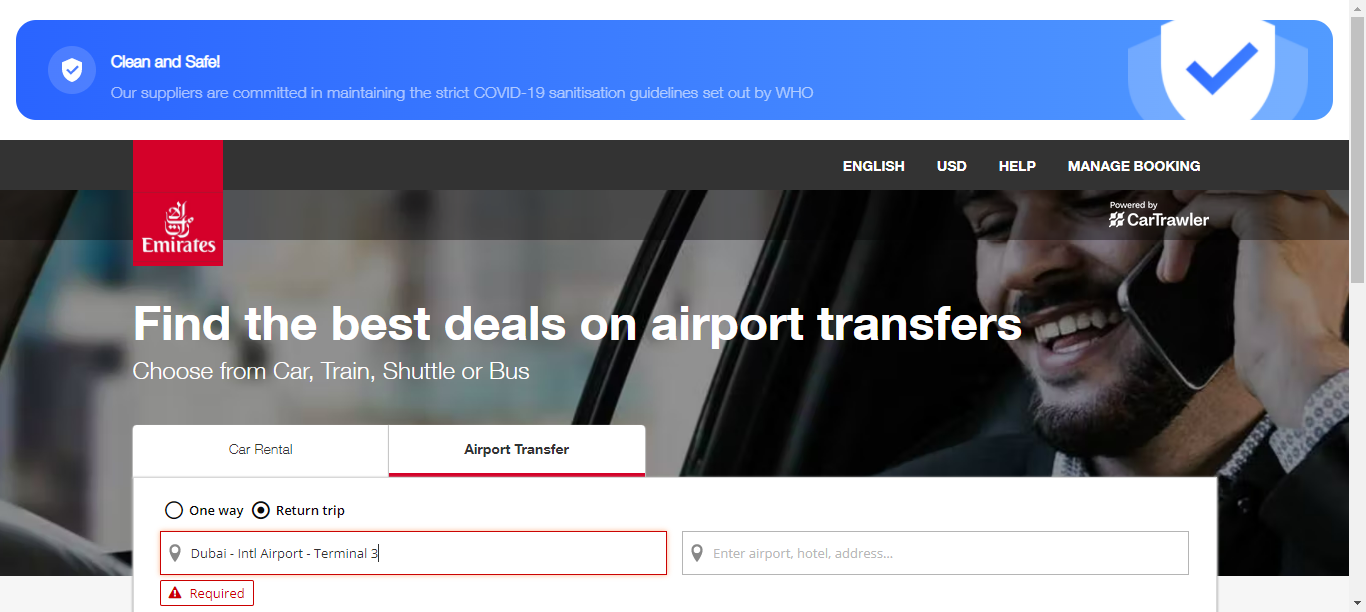 Clean and Safe!
Our suppliers are committed in maintaining the strict COVID-19 sanitisation guidelines set out by WHO
ENGLISH USD HELP MANAGE BOOKING
Powered by
CarTrawler
Emirates
Find the best deals on airport transfers
Choose from Car, Train, Shuttle or Bus
Car Rental Airport Transfer
One way Return trip
Dubai - Intl Airport - Terminal 3 Enter airport, hotel, address...
Required